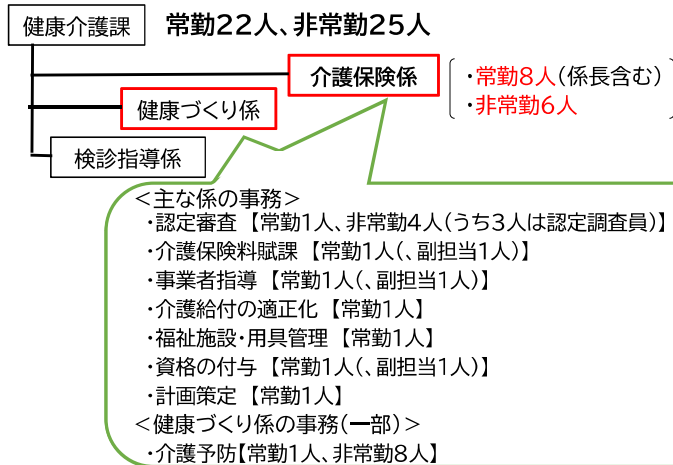 健康介護課 常勤22人、非常勤25人
介護保険係 ・常勤8人(係長含む)
・非常勤6人
健康づくり係
検診指導係
＜主な係の事務＞
・認定審査 【常勤1人、非常勤4人(うち3人は認定調査員)】
・介護保険料賦課 【常勤1人(、副担当1人)】
・事業者指導 【常勤1人(、副担当1人)】
・介護給付の適正化 【常勤1人】
・福祉施設・用具管理 【常勤1人】
・資格の付与 【常勤1人(、副担当1人)】
・計画策定 【常勤1人】
＜健康づくり係の事務(一部)＞
・介護予防【常勤1人、非常勤8人】